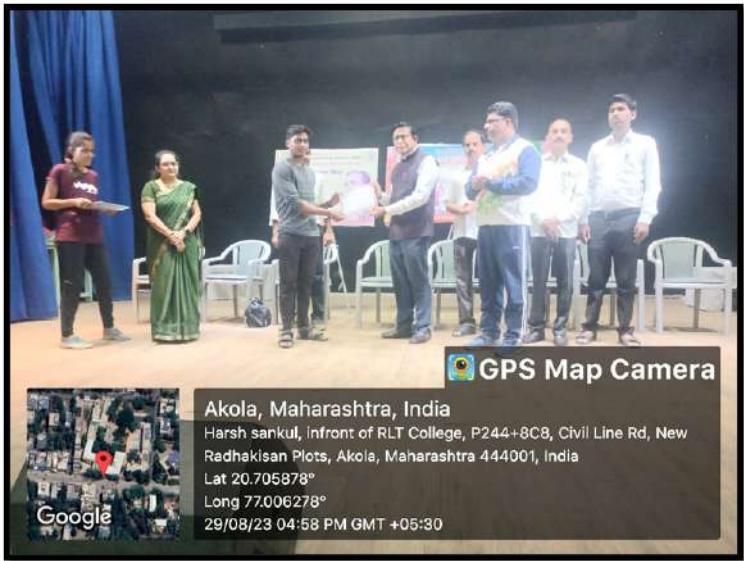 GPS Map Camera
Akola, Maharashtra, India
Harsh sankul, infront of RLT College, P244+8C8, Civil Line Rd, New
Radhakisan Plots, Akola, Maharashtra 444001, India
Lat 20.705878°
Long 77.006278°
29/08/23 04:58 PM GMT +05:30
Google